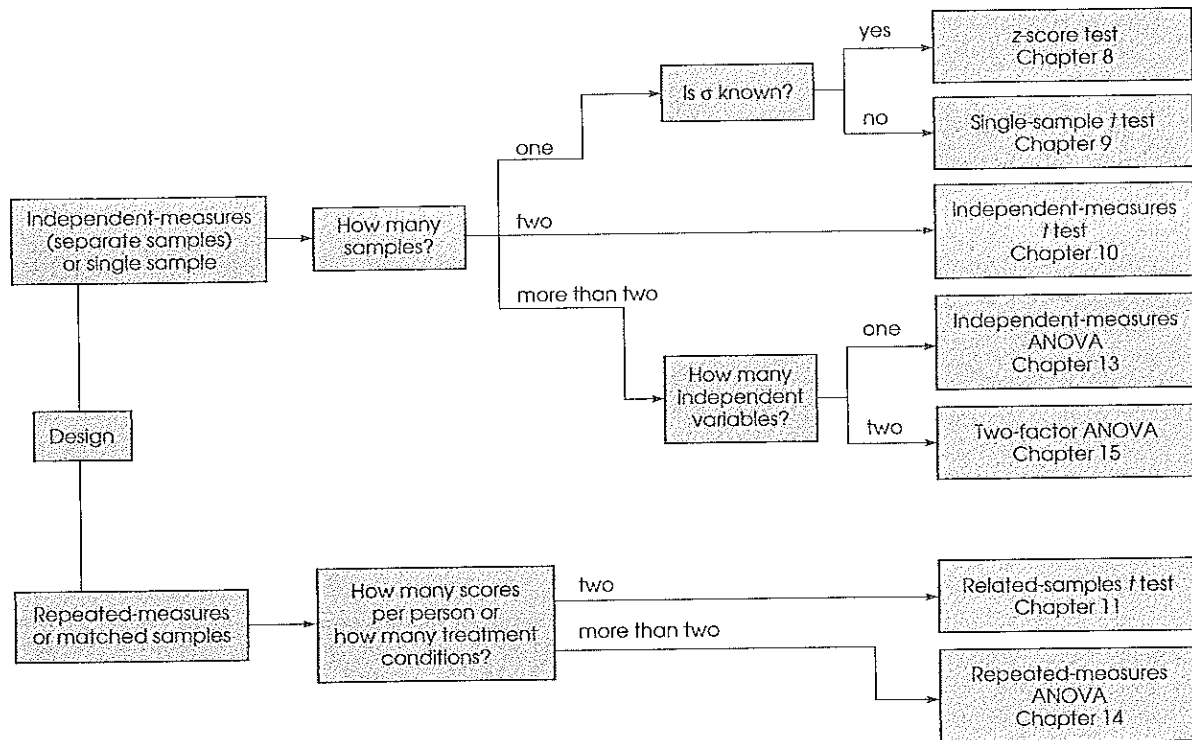 yes
z-score test
Chapter 8
Is σ known?
no
Single-sample t test
Chapter 9
one
Independent-measures
(separate samples)
or single sample
How many
samples?
two
Independent-measures
t test
Chapter 10
more than two
one
Independent-measures
ANOVA
Chapter 13
How many
independent
variables?
two
Two-factor ANOVA
Chapter 15
Design
Repeated-measures
or matched samples
How many scores
per person or
how many treatment
conditions?
two
Related-samples t test
Chapter 11
more than two
Repeated-measures
ANOVA
Chapter 14